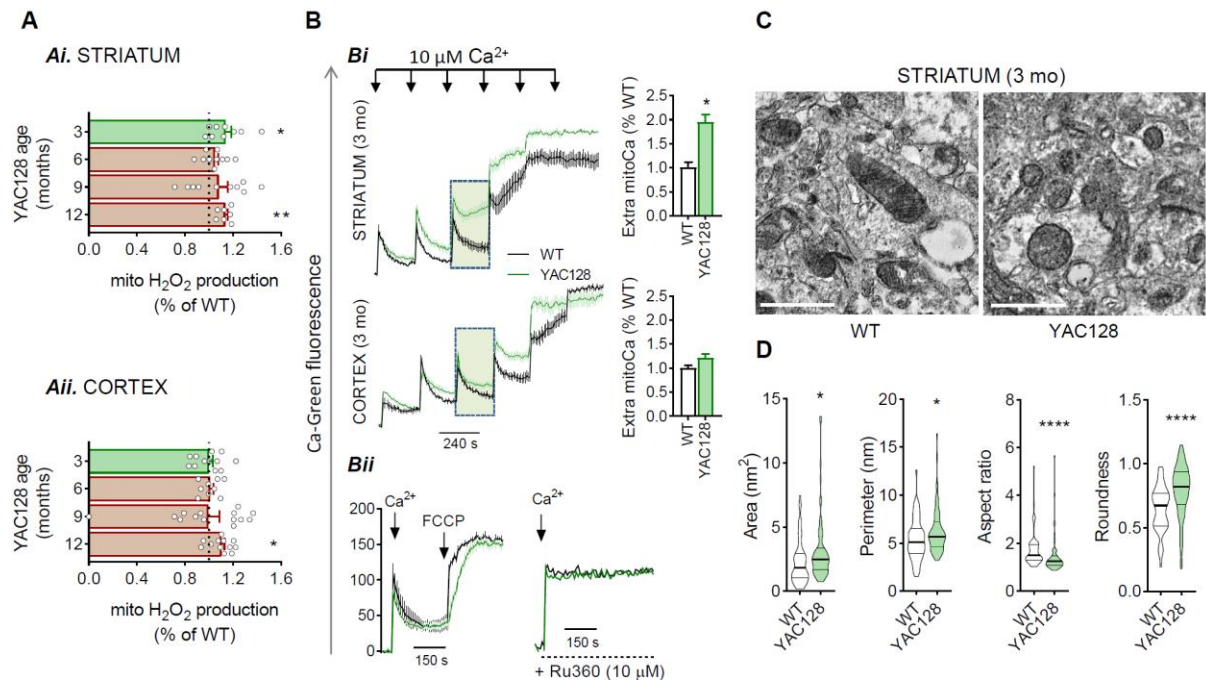 A
Ai. STRIATUM
YAC128 age
(months)
3
6
9
12
*
**
0.0 0.4 0.8 1.2 1.6
mito H₂O₂ production
(% of WT)
Aii. CORTEX
YAC128 age
(months)
3
6
9
12
*
0.0 0.4 0.8 1.2 1.6
mito H₂O₂ production
(% of WT)
B
Ca-Green fluorescence
Bi
10 µM Ca²⁺
STRIATUM (3 mo)
WT
YAC128
CORTEX (3 mo)
240 s
Extra mitoCa (% WT)
2.5
2.0
1.5
1.0
0.5
0.0
*
WT
YAC128
Extra mitoCa (% WT)
2.5
2.0
1.5
1.0
0.5
0.0
WT
YAC128
Bii
200
150
100
50
0
Ca²⁺
FCCP
150 s
Ca²⁺
150 s
+ Ru360 (10 µM)
C
STRIATUM (3 mo)
WT
YAC128
D
Area (nm²)
15
10
5
0
*
WT
YAC128
Perimeter (nm)
20
15
10
5
0
*
WT
YAC128
Aspect ratio
8
6
4
2
0
****
WT
YAC128
Roundness
1.5
1.0
0.5
0.0
****
WT
YAC128